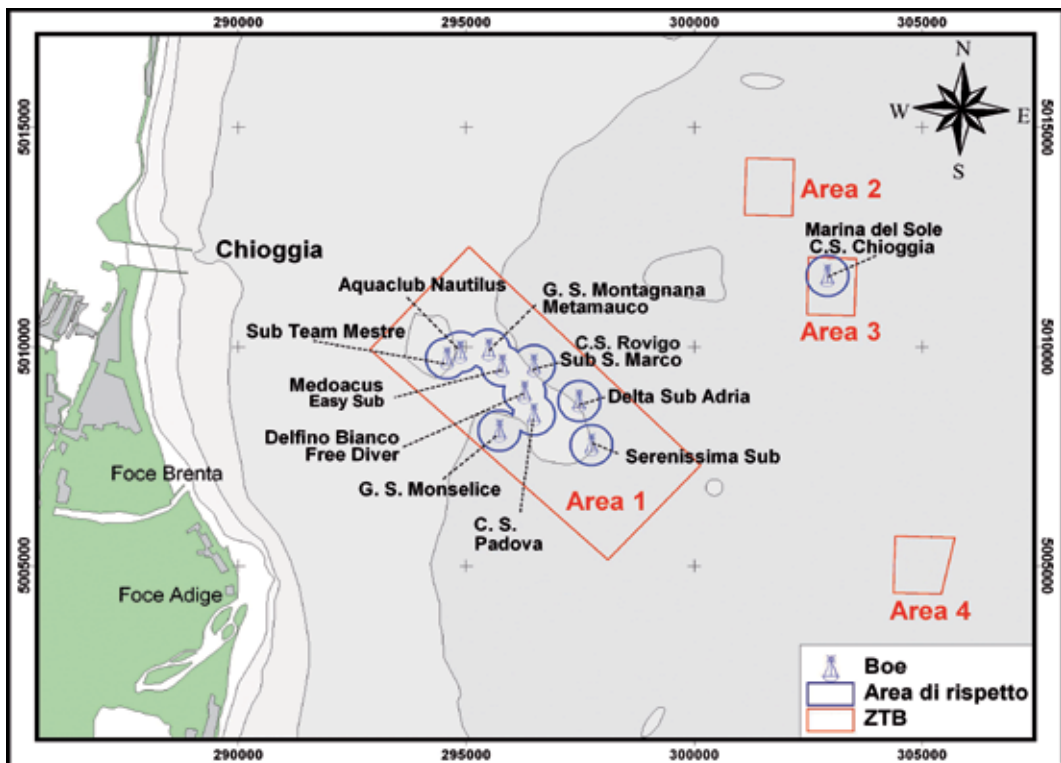 290000 295000 300000 305000
N
W E
S
5015000 5015000
Area 2
Marina del Sole
C.S. Chioggia
Chioggia
Aquaclub Nautilus
G. S. Montagnana
Metamauco
Sub Team Mestre
C.S. Rovigo
Sub S. Marco
Area 3
5010000 5010000
Medoacus
Easy Sub
Delta Sub Adria
Delfino Bianco
Free Diver
Serenissima Sub
Foce Brenta
G. S. Monselice
Area 1
C. S.
Padova
5005000 5005000
Foce Adige
Area 4
Boe
Area di rispetto
ZTB
290000 295000 300000 305000